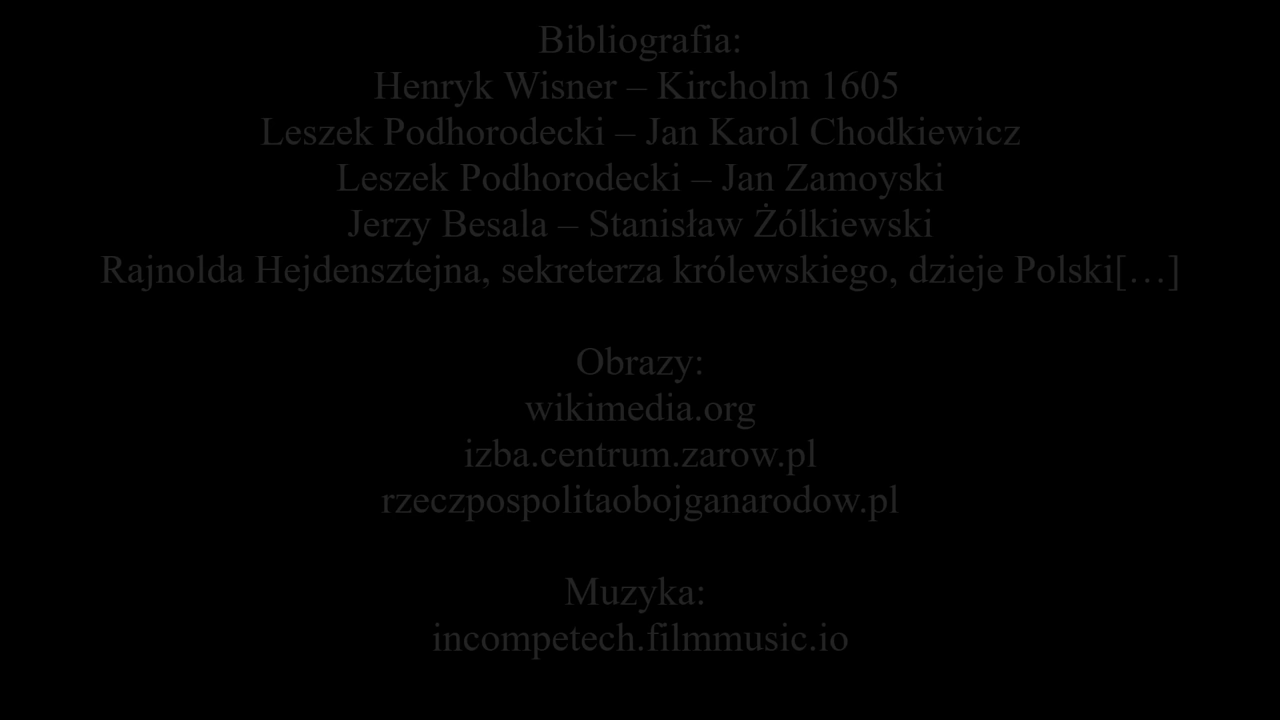 Bibliografia:
Henryk Wisner – Kircholm 1605
Leszek Podhorodecki – Jan Karol Chodkiewicz
Leszek Podhorodecki – Jan Zamoyski
Jerzy Besala – Stanisław Żólkiewski
Rajnolda Hejdensztejna, sekreterza królewskiego, dzieje Polski[…]
Obrazy:
wikimedia.org
izba.centrum.zarow.pl
rzeczpospolitaobojganarodow.pl
Muzyka:
incompetech.filmmusic.io